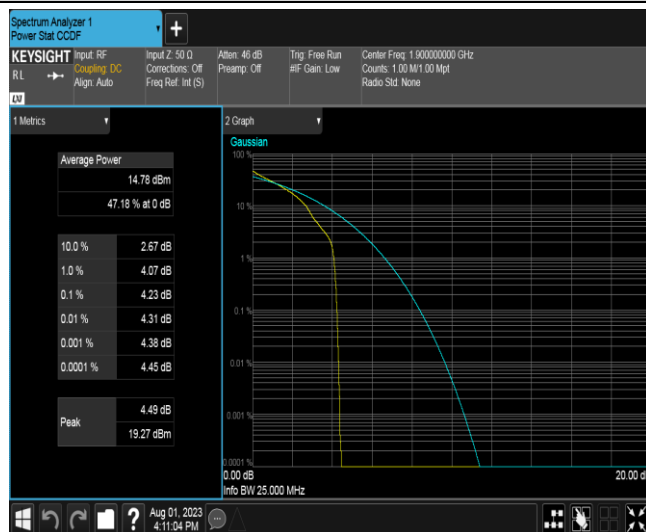 Spectrum Analyzer 1
Power Stat CCDF
KEYSIGHT
RL
LXI
Input: RF
Coupling: DC
Align: Auto
Input Z: 50 Ω
Corrections: Off
Freq Ref: Int (S)
Atten: 46 dB
Preamp: Off
Trig: Free Run
#IF Gain: Low
Center Freq: 1.900000000 GHz
Counts: 1.00 M/1.00 Mpt
Radio Std: None
1 Metrics
Average Power
14.78 dBm
47.18 % at 0 dB
10.0 % 2.67 dB
1.0 % 4.07 dB
0.1 % 4.23 dB
0.01 % 4.31 dB
0.001 % 4.38 dB
0.0001 % 4.45 dB
Peak
4.49 dB
19.27 dBm
2 Graph
Gaussian
100 %
10 %
1 %
0.1 %
0.01 %
0.001 %
0.0001 %
0.00 dB 20.00 d
Info BW 25.000 MHz
?
Aug 01, 2023
4:11:04 PM